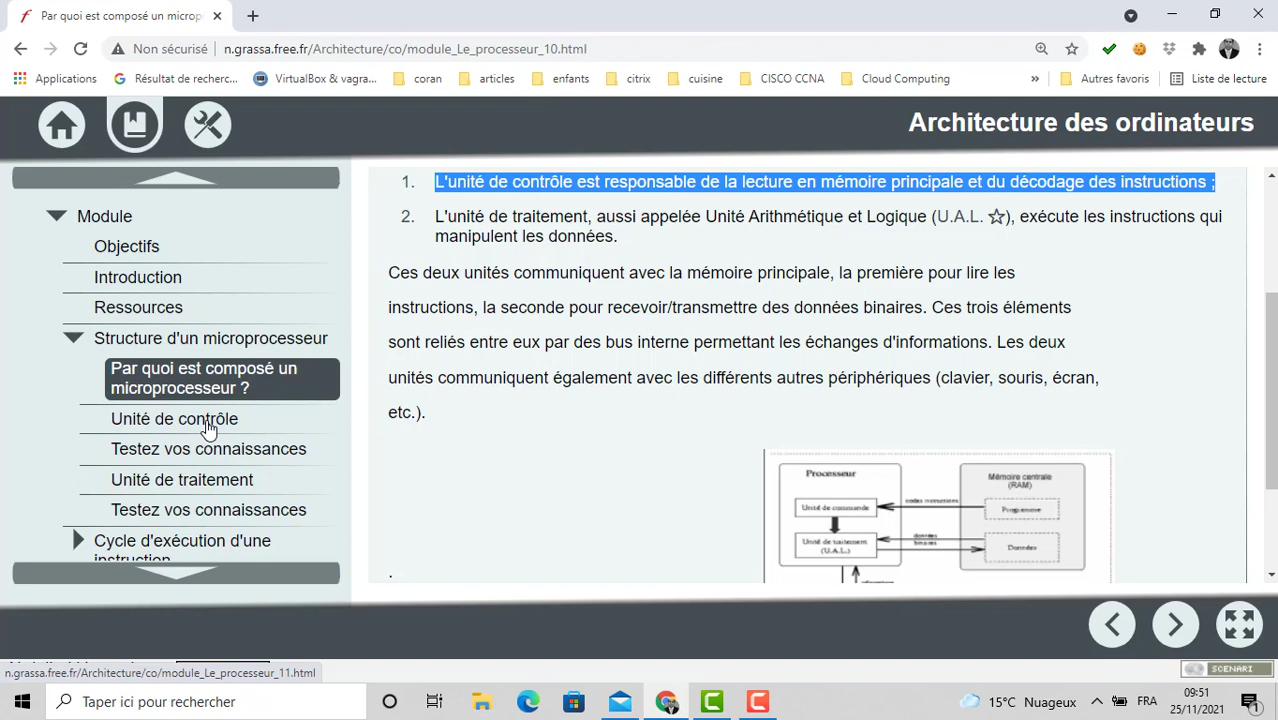 Par quoi est composé un microp
Non sécurisé
n.grassa.free.fr/Architecture/co/module_Le_processeur_10.html
Applications
Résultat de recherc...
VirtualBox & vagra...
coran
articles
enfants
citrix
cuisine
CISCO CCNA
Cloud Computing
»
Autres favoris
Liste de lecture
Architecture des ordinateurs
Module
Objectifs
Introduction
Ressources
Structure d'un microprocesseur
Par quoi est composé un
microprocesseur ?
Unité de contrôle
Testez vos connaissances
Unité de traitement
Testez vos connaissances
Cycle d'exécution d'une
instruction
1. L'unité de contrôle est responsable de la lecture en mémoire principale et du décodage des instructions ;
2. L'unité de traitement, aussi appelée Unité Arithmétique et Logique (U.A.L. ☆), exécute les instructions qui
manipulent les données.
Ces deux unités communiquent avec la mémoire principale, la première pour lire les
instructions, la seconde pour recevoir/transmettre des données binaires. Ces trois éléments
sont reliés entre eux par des bus interne permettant les échanges d'informations. Les deux
unités communiquent également avec les différents autres périphériques (clavier, souris, écran,
etc.).
Processeur
Mémoire centrale
(RAM)
Unité de commande
codes instructions
Programme
Unité de traitement
(U.A.L.)
données
binaires
Données
.
n.grassa.free.fr/Architecture/co/module_Le_processeur_11.html
SCENARI
Taper ici pour rechercher
15°C Nuageux
FRA
09:51
25/11/2021
1